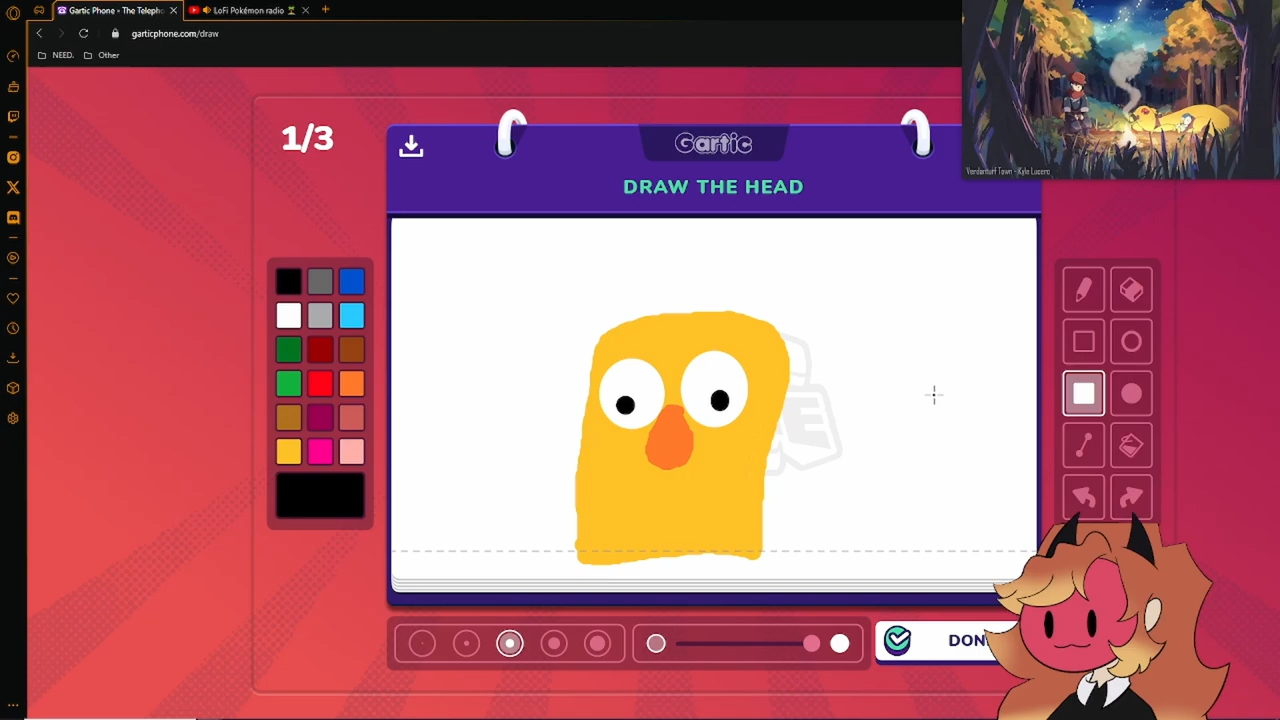 Gartic Phone - The Telepho
LoFi Pokémon radio
garticphone.com/draw
NEED.
Other
1/3
Gartic
DRAW THE HEAD
Verdanturf Town - Kyle Lucero
DON